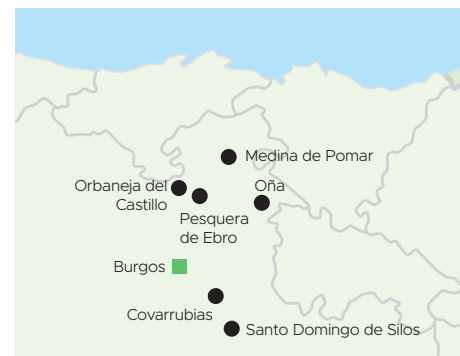 Medina de Pomar
Orbaneja del
Castillo
Oña
Pesquera
de Ebro
Burgos
Covarrubias
Santo Domingo de Silos